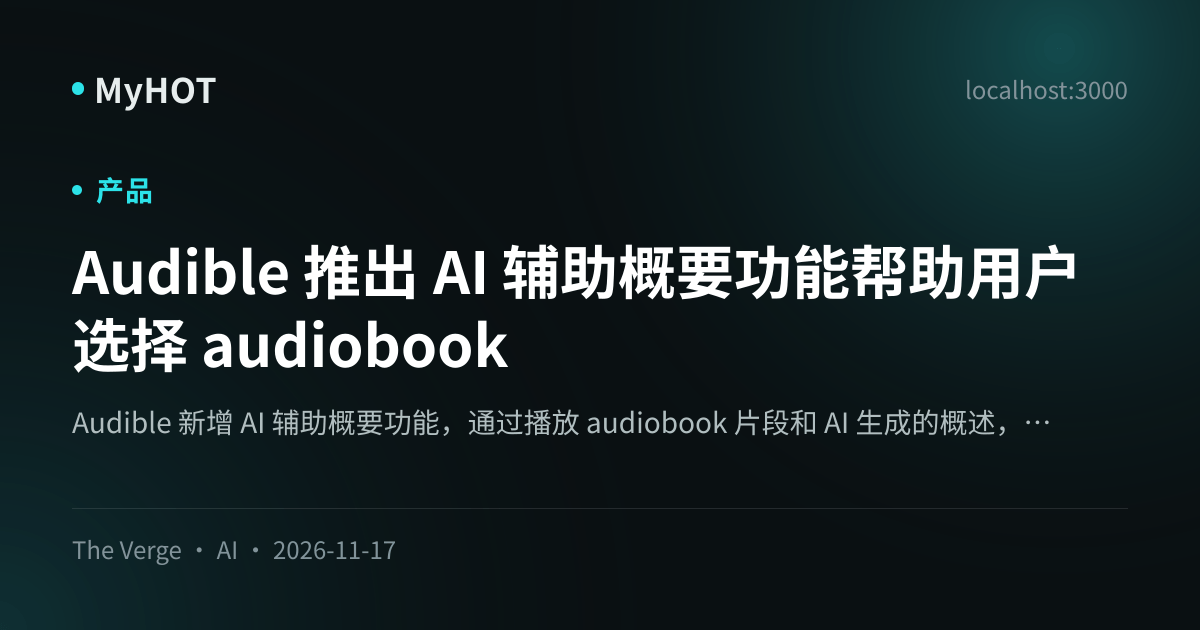 MyHOT
localhost:3000
产品
Audible 推出 AI 辅助概要功能帮助用户
选择 audiobook
Audible 新增 AI 辅助概要功能，通过播放 audiobook 片段和 AI 生成的概述，…
The Verge • AI • 2026-11-17